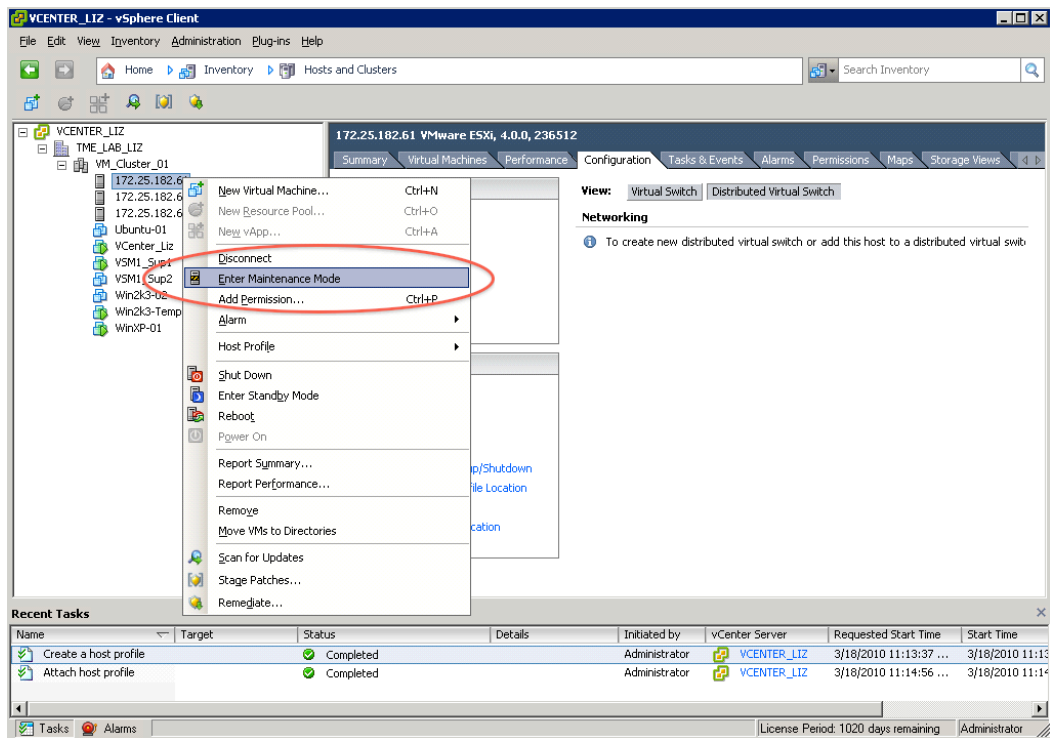 VCENTER_LIZ - vSphere Client
File Edit View Inventory Administration Plug-ins Help
Home Inventory Hosts and Clusters
Search Inventory
VCENTER_LIZ
TME_LAB_LIZ
VM_Cluster_01
172.25.182.61
172.25.182.6
172.25.182.6
Ubuntu-01
VCenter_Liz
VSM1_Sup1
VSM1_Sup2
Win2k3-02
Win2k3-Temp
WinXP-01
172.25.182.61 VMware ESXi, 4.0.0, 236512
Summary Virtual Machines Performance Configuration Tasks & Events Alarms Permissions Maps Storage Views
View: Virtual Switch Distributed Virtual Switch
Networking
To create new distributed virtual switch or add this host to a distributed virtual switc
New Virtual Machine... Ctrl+N
New Resource Pool... Ctrl+O
New vApp... Ctrl+A
Disconnect
Enter Maintenance Mode
Add Permission... Ctrl+P
Alarm
Host Profile
Shut Down
Enter Standby Mode
Reboot
Power On
Report Summary...
Report Performance...
Remove
Move VMs to Directories
Scan for Updates
Stage Patches...
Remediate...
up/Shutdown
ile Location
cation
Recent Tasks
Name Target Status Details Initiated by vCenter Server Requested Start Time Start Time
Create a host profile Completed Administrator VCENTER_LIZ 3/18/2010 11:13:37 ... 3/18/2010 11:13
Attach host profile Completed Administrator VCENTER_LIZ 3/18/2010 11:14:56 ... 3/18/2010 11:14
Tasks Alarms License Period: 1020 days remaining Administrator